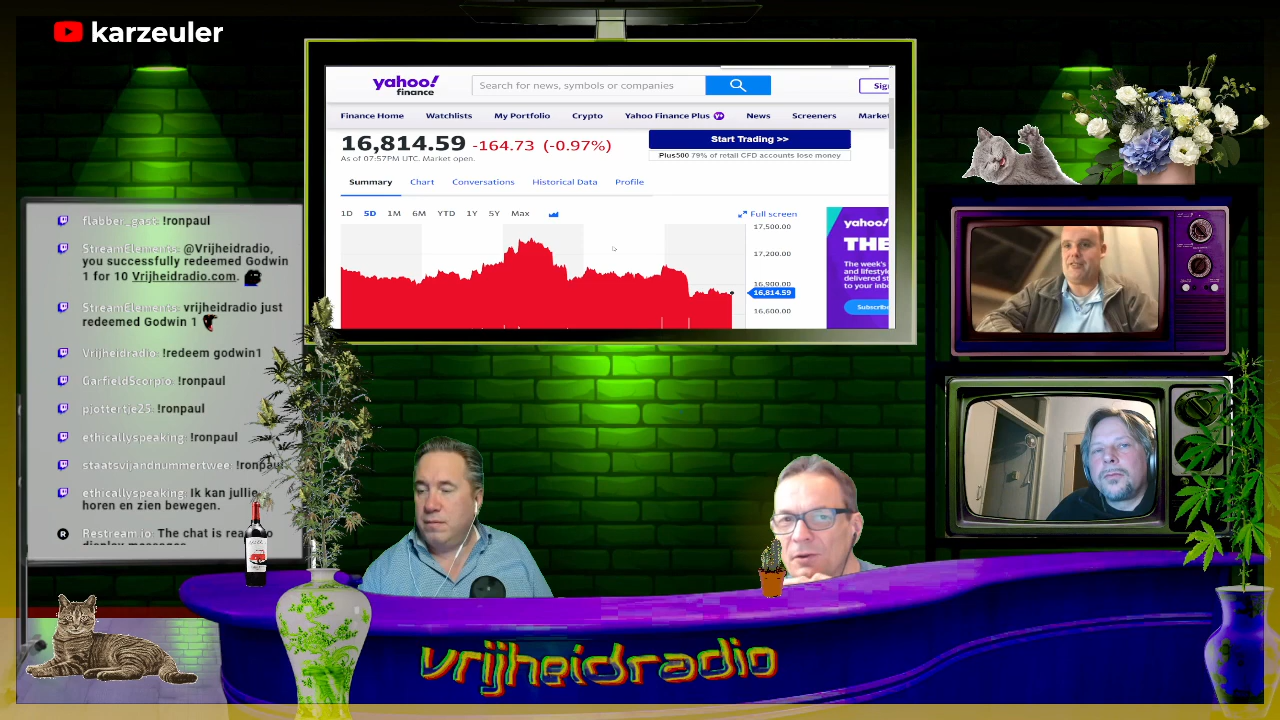 karzeuler
yahoo!
finance
Search for news, symbols or companies
Sig
Finance Home Watchlists My Portfolio Crypto Yahoo Finance Plus News Screeners Market
16,814.59 -164.73 (-0.97%)
As of 07:57PM UTC. Market open.
Start Trading >>
Plus500 79% of retail CFD accounts lose money
Summary Chart Conversations Historical Data Profile
1D 5D 1M 6M YTD 1Y 5Y Max
Full screen
17,500.00
17,200.00
16,900.00
16,814.59
16,600.00
yahoo!
THE
The week's
and lifestyle
delivered st
to your inbo
Subscribe
flabber_gast: !ronpaul
StreamElements: @Vrijheidradio,
you successfully redeemed Godwin
1 for 10 Vrijheidradio.com.
StreamElements: vrijheidradio just
redeemed Godwin 1
Vrijheidradio: !redeem godwin1
GarfieldScorpio: !ronpaul
pjottertje25: !ronpaul
ethicallyspeaking: !ronpaul
staatsvijandnummertwee: !ronpaul
ethicallyspeaking: Ik kan jullie
horen en zien bewegen.
Restream.io: The chat is ready to
display messages
vrijheidradio